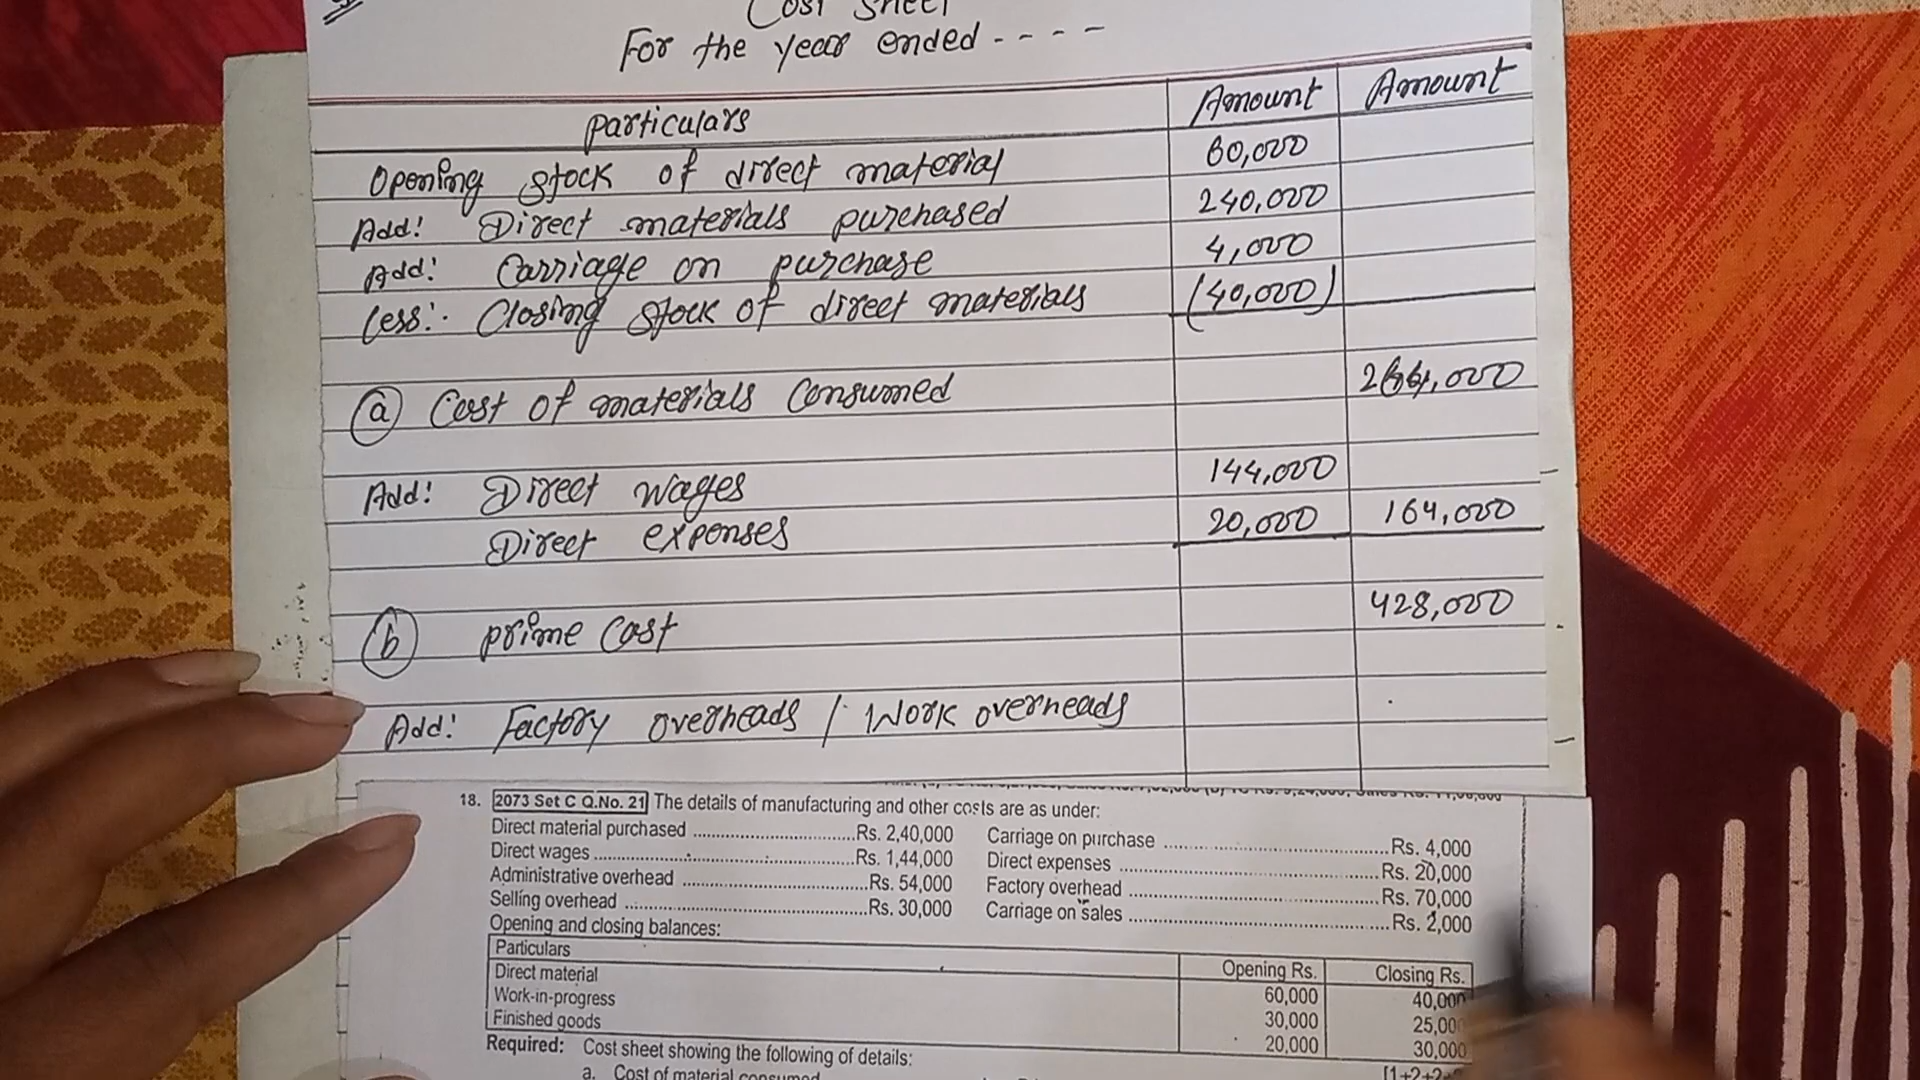 Cost Sheet
For the year ended - - - -
Particulars Amount Amount
Opening stock of direct material 60,000
Add: Direct materials purchased 240,000
Add: Carriage on purchase 4,000
Less: Closing stock of direct materials (40,000)
(a) Cost of materials Consumed 264,000
Add: Direct wages 144,000
Direct expenses 20,000 164,000
(b) prime Cost 428,000
Add: Factory overheads / Work overheads
18. 2073 Set C Q.No. 21 The details of manufacturing and other costs are as under:
Direct material purchased ........ Rs. 2,40,000 Carriage on purchase ........ Rs. 4,000
Direct wages ........ Rs. 1,44,000 Direct expenses ........ Rs. 20,000
Administrative overhead ........ Rs. 54,000 Factory overhead ........ Rs. 70,000
Selling overhead ........ Rs. 30,000 Carriage on sales ........ Rs. 2,000
Opening and closing balances:
Particulars Opening Rs. Closing Rs.
Direct material 60,000 40,000
Work-in-progress 30,000 25,000
Finished goods 20,000 30,000
Required: Cost sheet showing the following of details:
a. Cost of material consumed